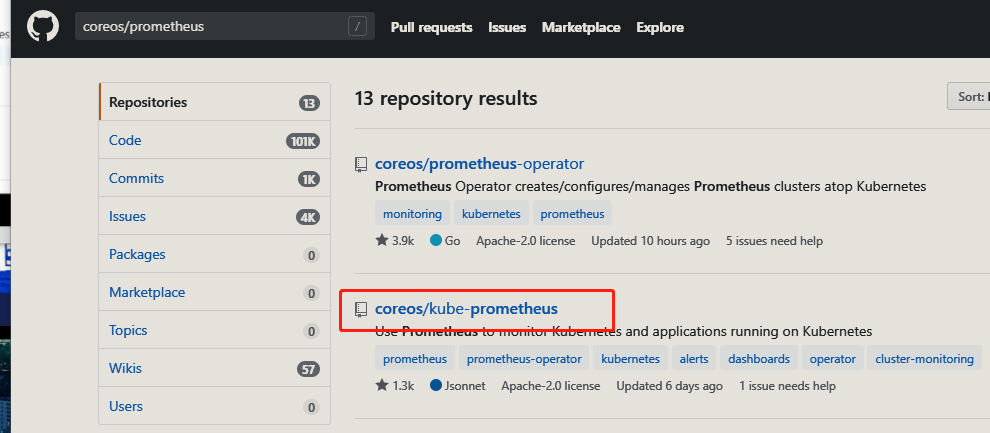 coreos/prometheus / Pull requests Issues Marketplace Explore
Repositories 13
Code 101K
Commits 1K
Issues 4K
Packages 0
Marketplace 0
Topics 0
Wikis 57
Users 0
13 repository results
Sort:
coreos/prometheus-operator
Prometheus Operator creates/configures/manages Prometheus clusters atop Kubernetes
monitoring kubernetes prometheus
3.9k Go Apache-2.0 license Updated 10 hours ago 5 issues need help
coreos/kube-prometheus
Use Prometheus to monitor Kubernetes and applications running on Kubernetes
prometheus prometheus-operator kubernetes alerts dashboards operator cluster-monitoring
1.3k Jsonnet Apache-2.0 license Updated 6 days ago 1 issue needs help